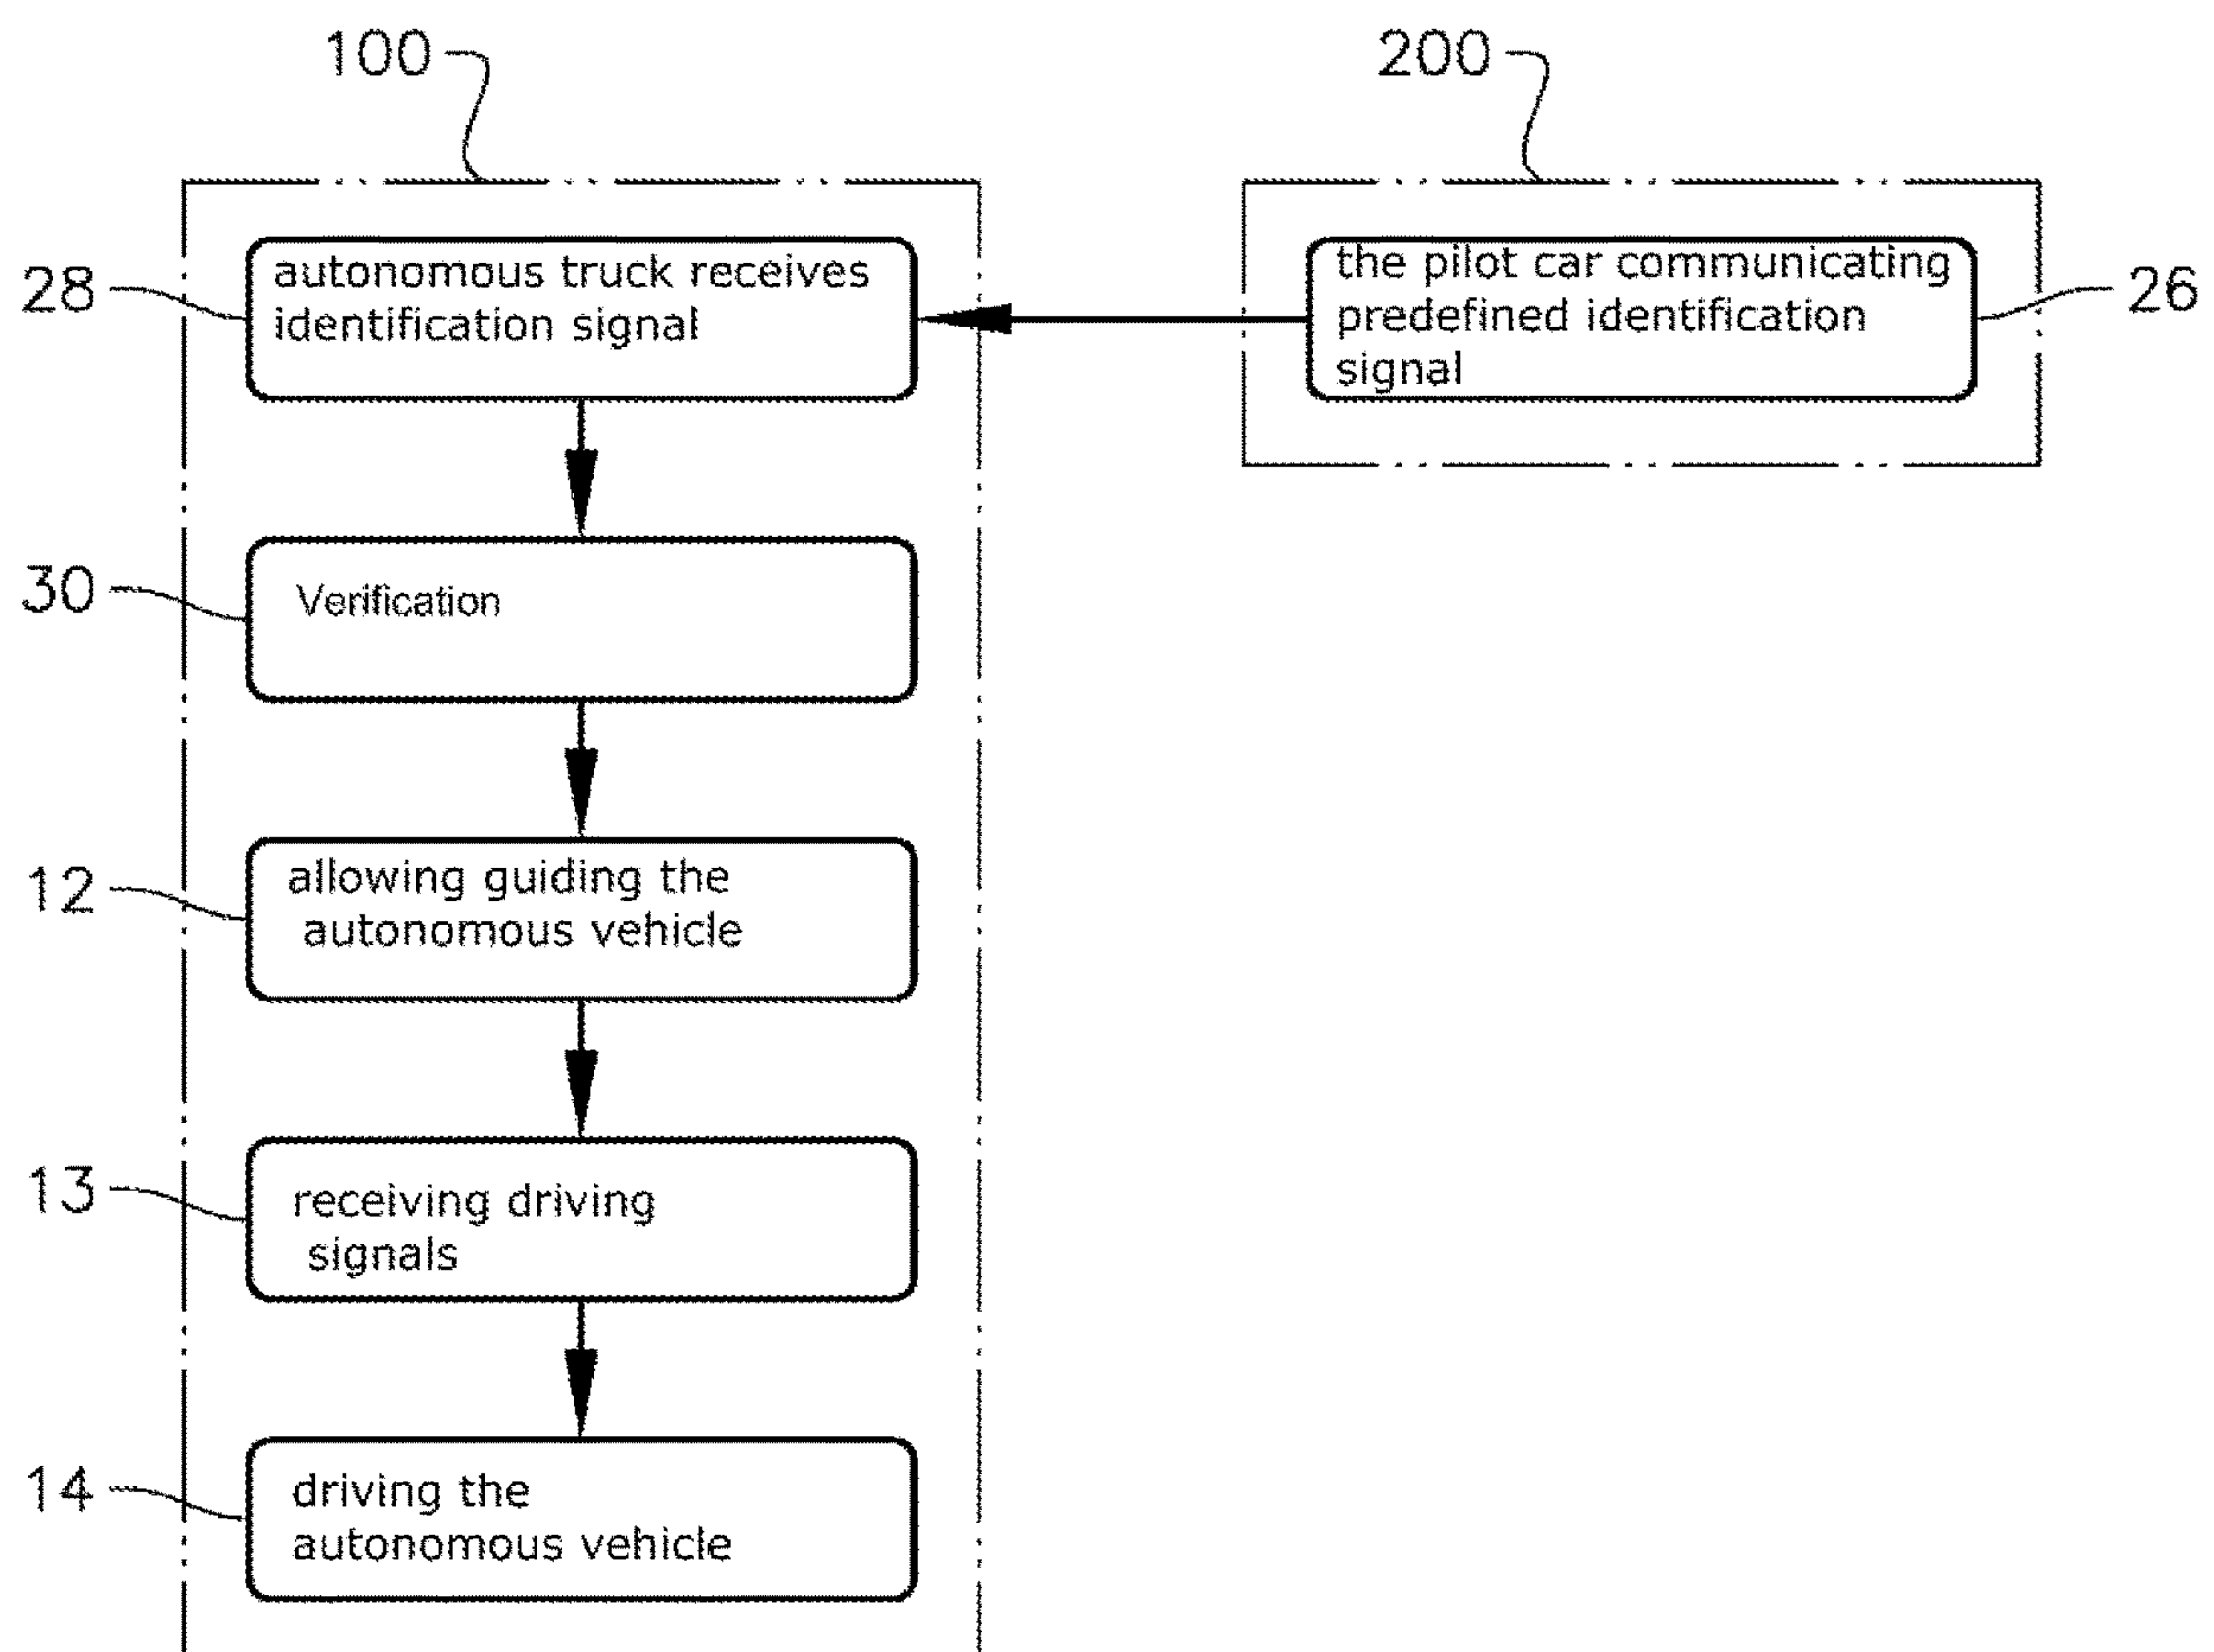 100
200
28
autonomous truck receives
identification signal
the pilot car communicating
predefined identification
signal
26
30
Verification
12
allowing guiding the
autonomous vehicle
13
receiving driving
signals
14
driving the
autonomous vehicle